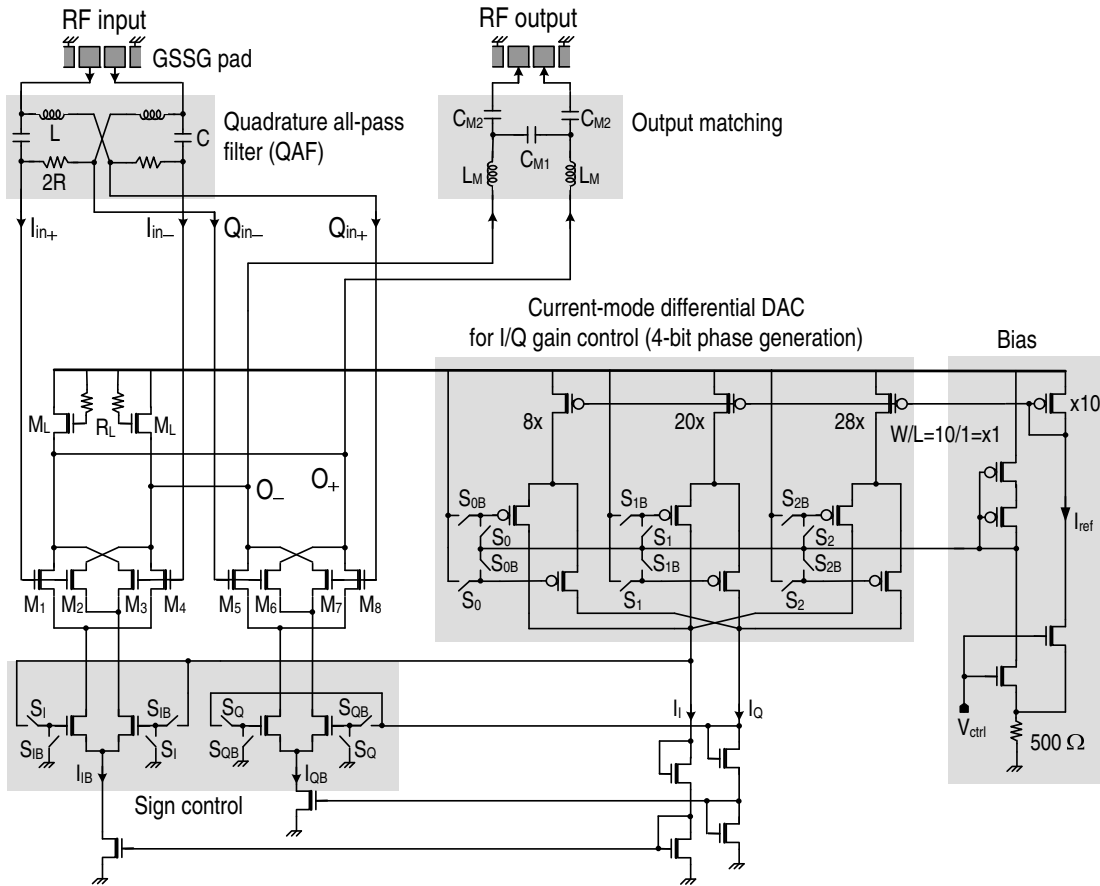 RF input
RF output
GSSG pad
L
C
2R
Quadrature all-pass
filter (QAF)
CM2
CM2
CM1
LM
LM
Output matching
Iin+
Iin–
Qin–
Qin+
Current-mode differential DAC
for I/Q gain control (4-bit phase generation)
Bias
ML
RL
ML
8x
20x
28x
x10
W/L=10/1=x1
O–
O+
S0B
S0
S0B
S0
S1B
S1
S1B
S1
S2B
S2
S2B
S2
Iref
M1
M2
M3
M4
M5
M6
M7
M8
SI
SIB
SIB
SI
SQ
SQB
SQB
SQ
II
IQ
Vctrl
500 Ω
IIB
IQB
Sign control